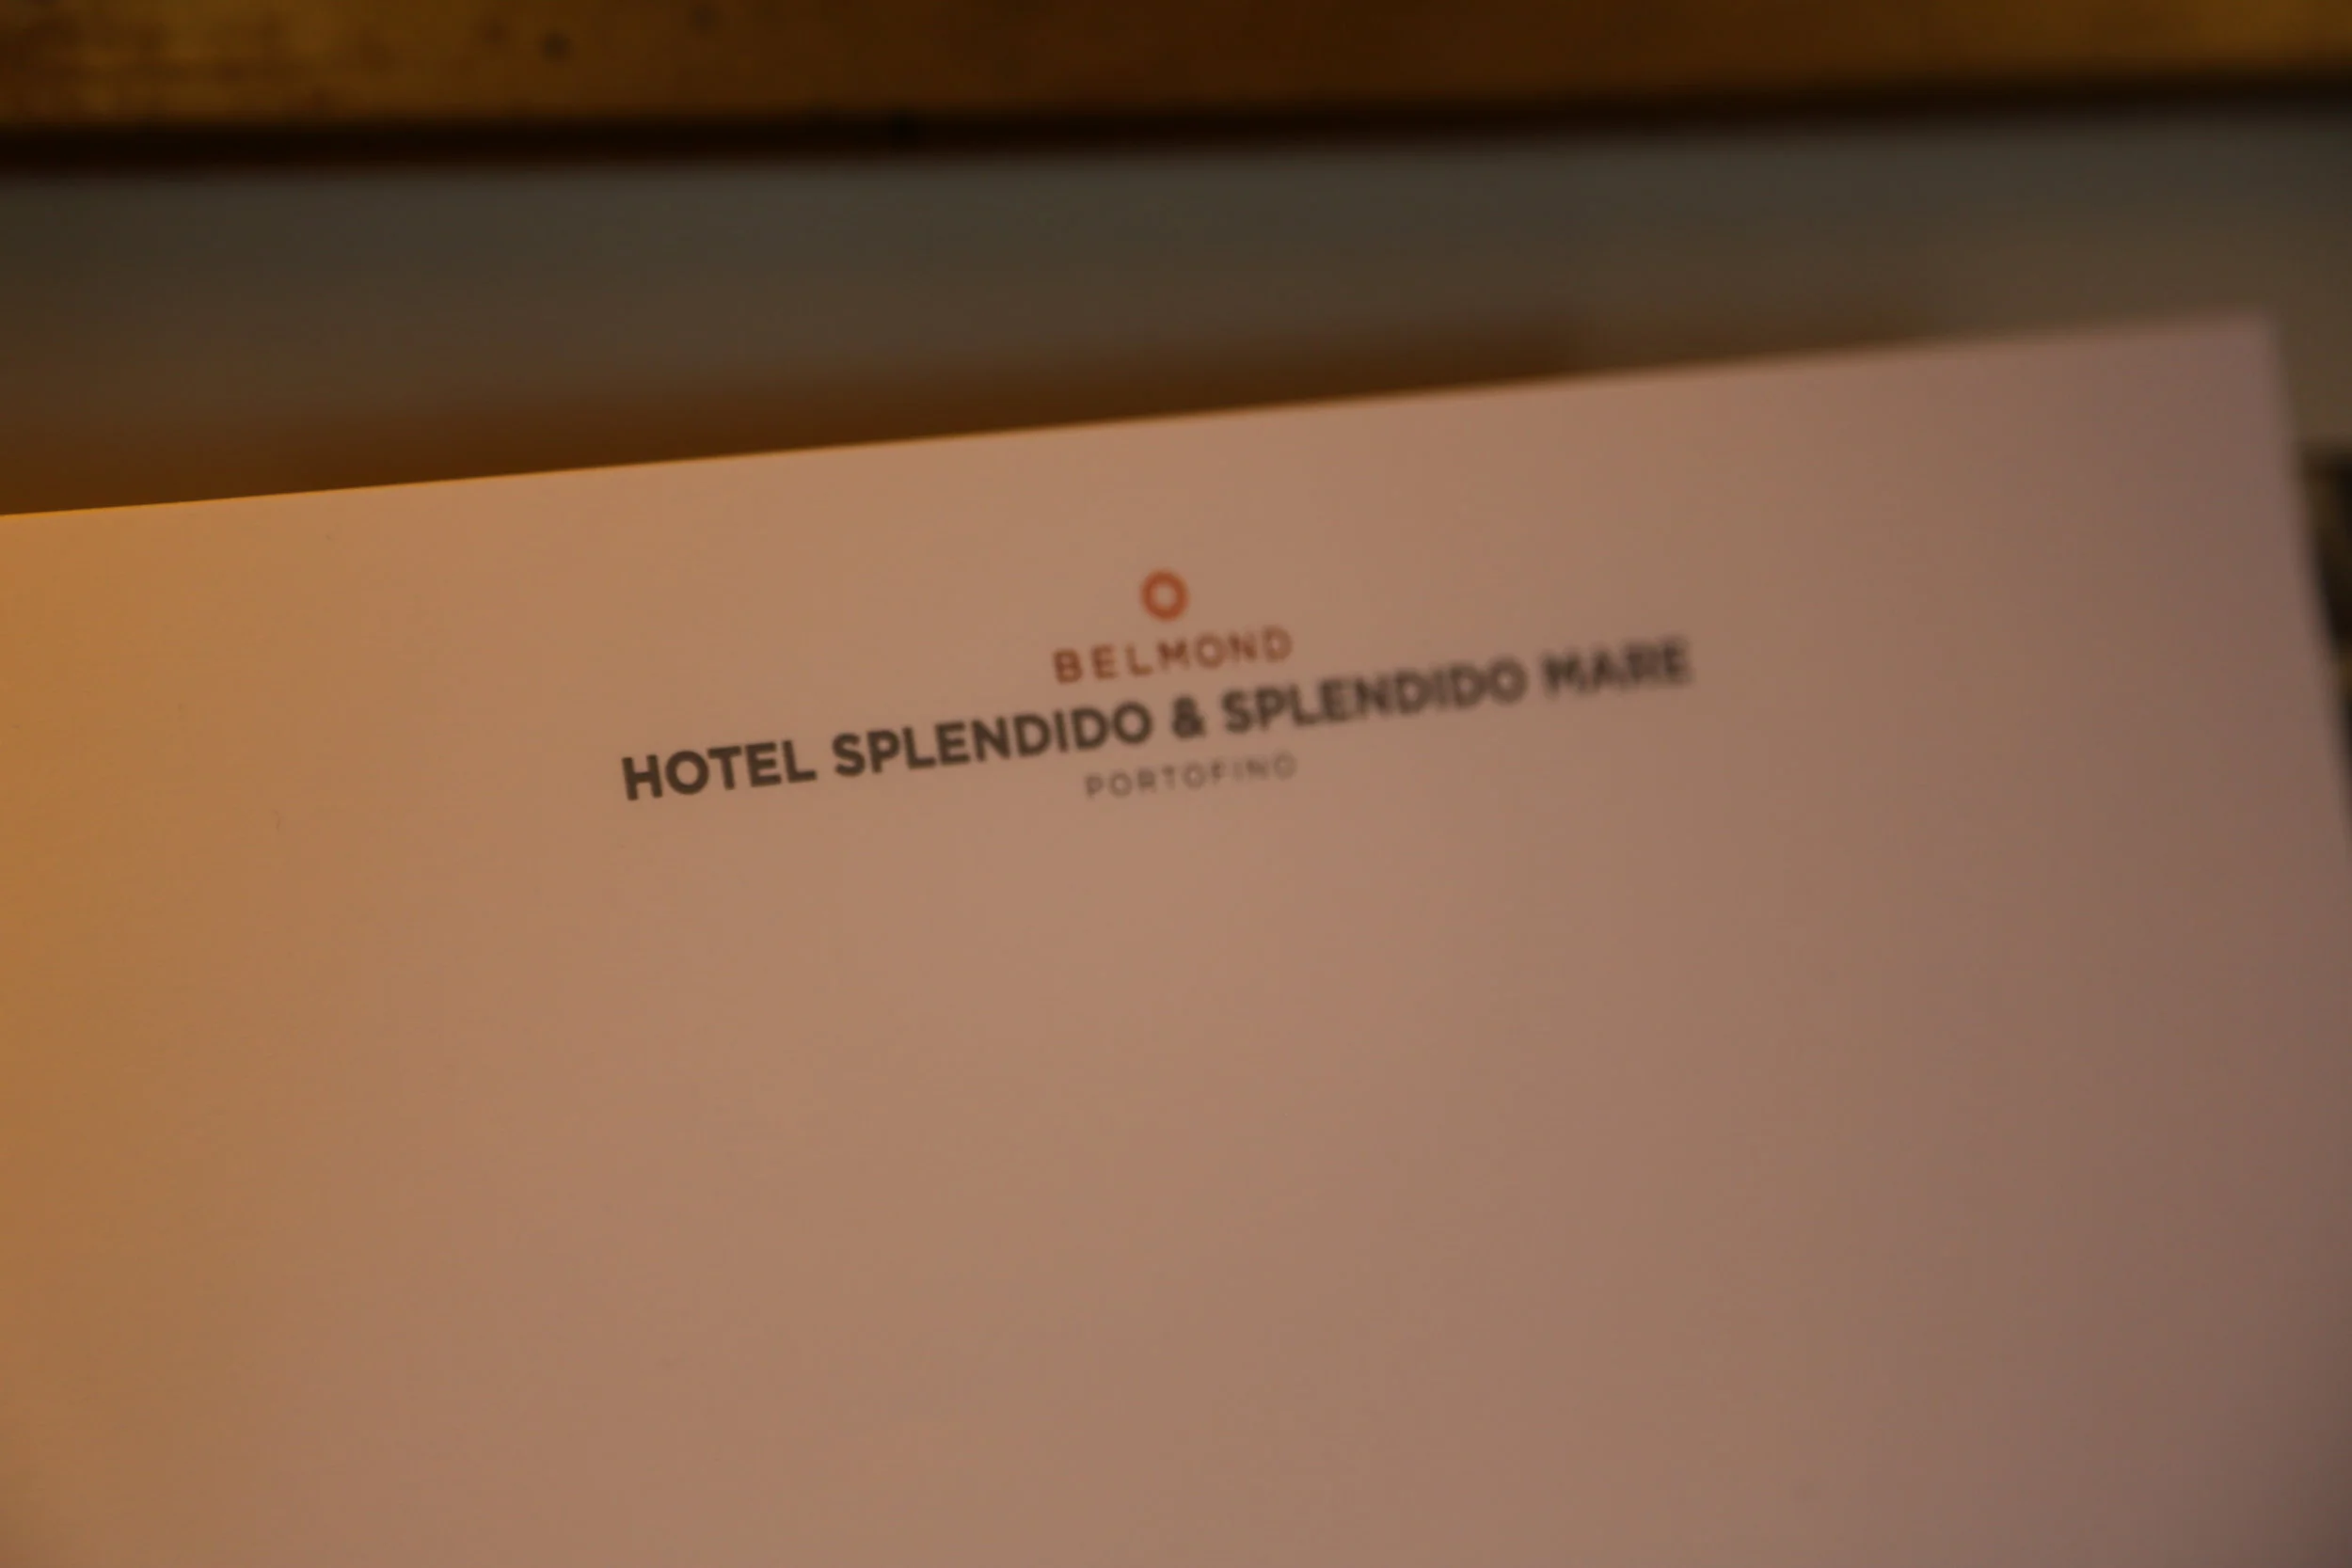 BELMOND
HOTEL SPLENDIDO & SPLENDIDO MARE
PORTOFINO